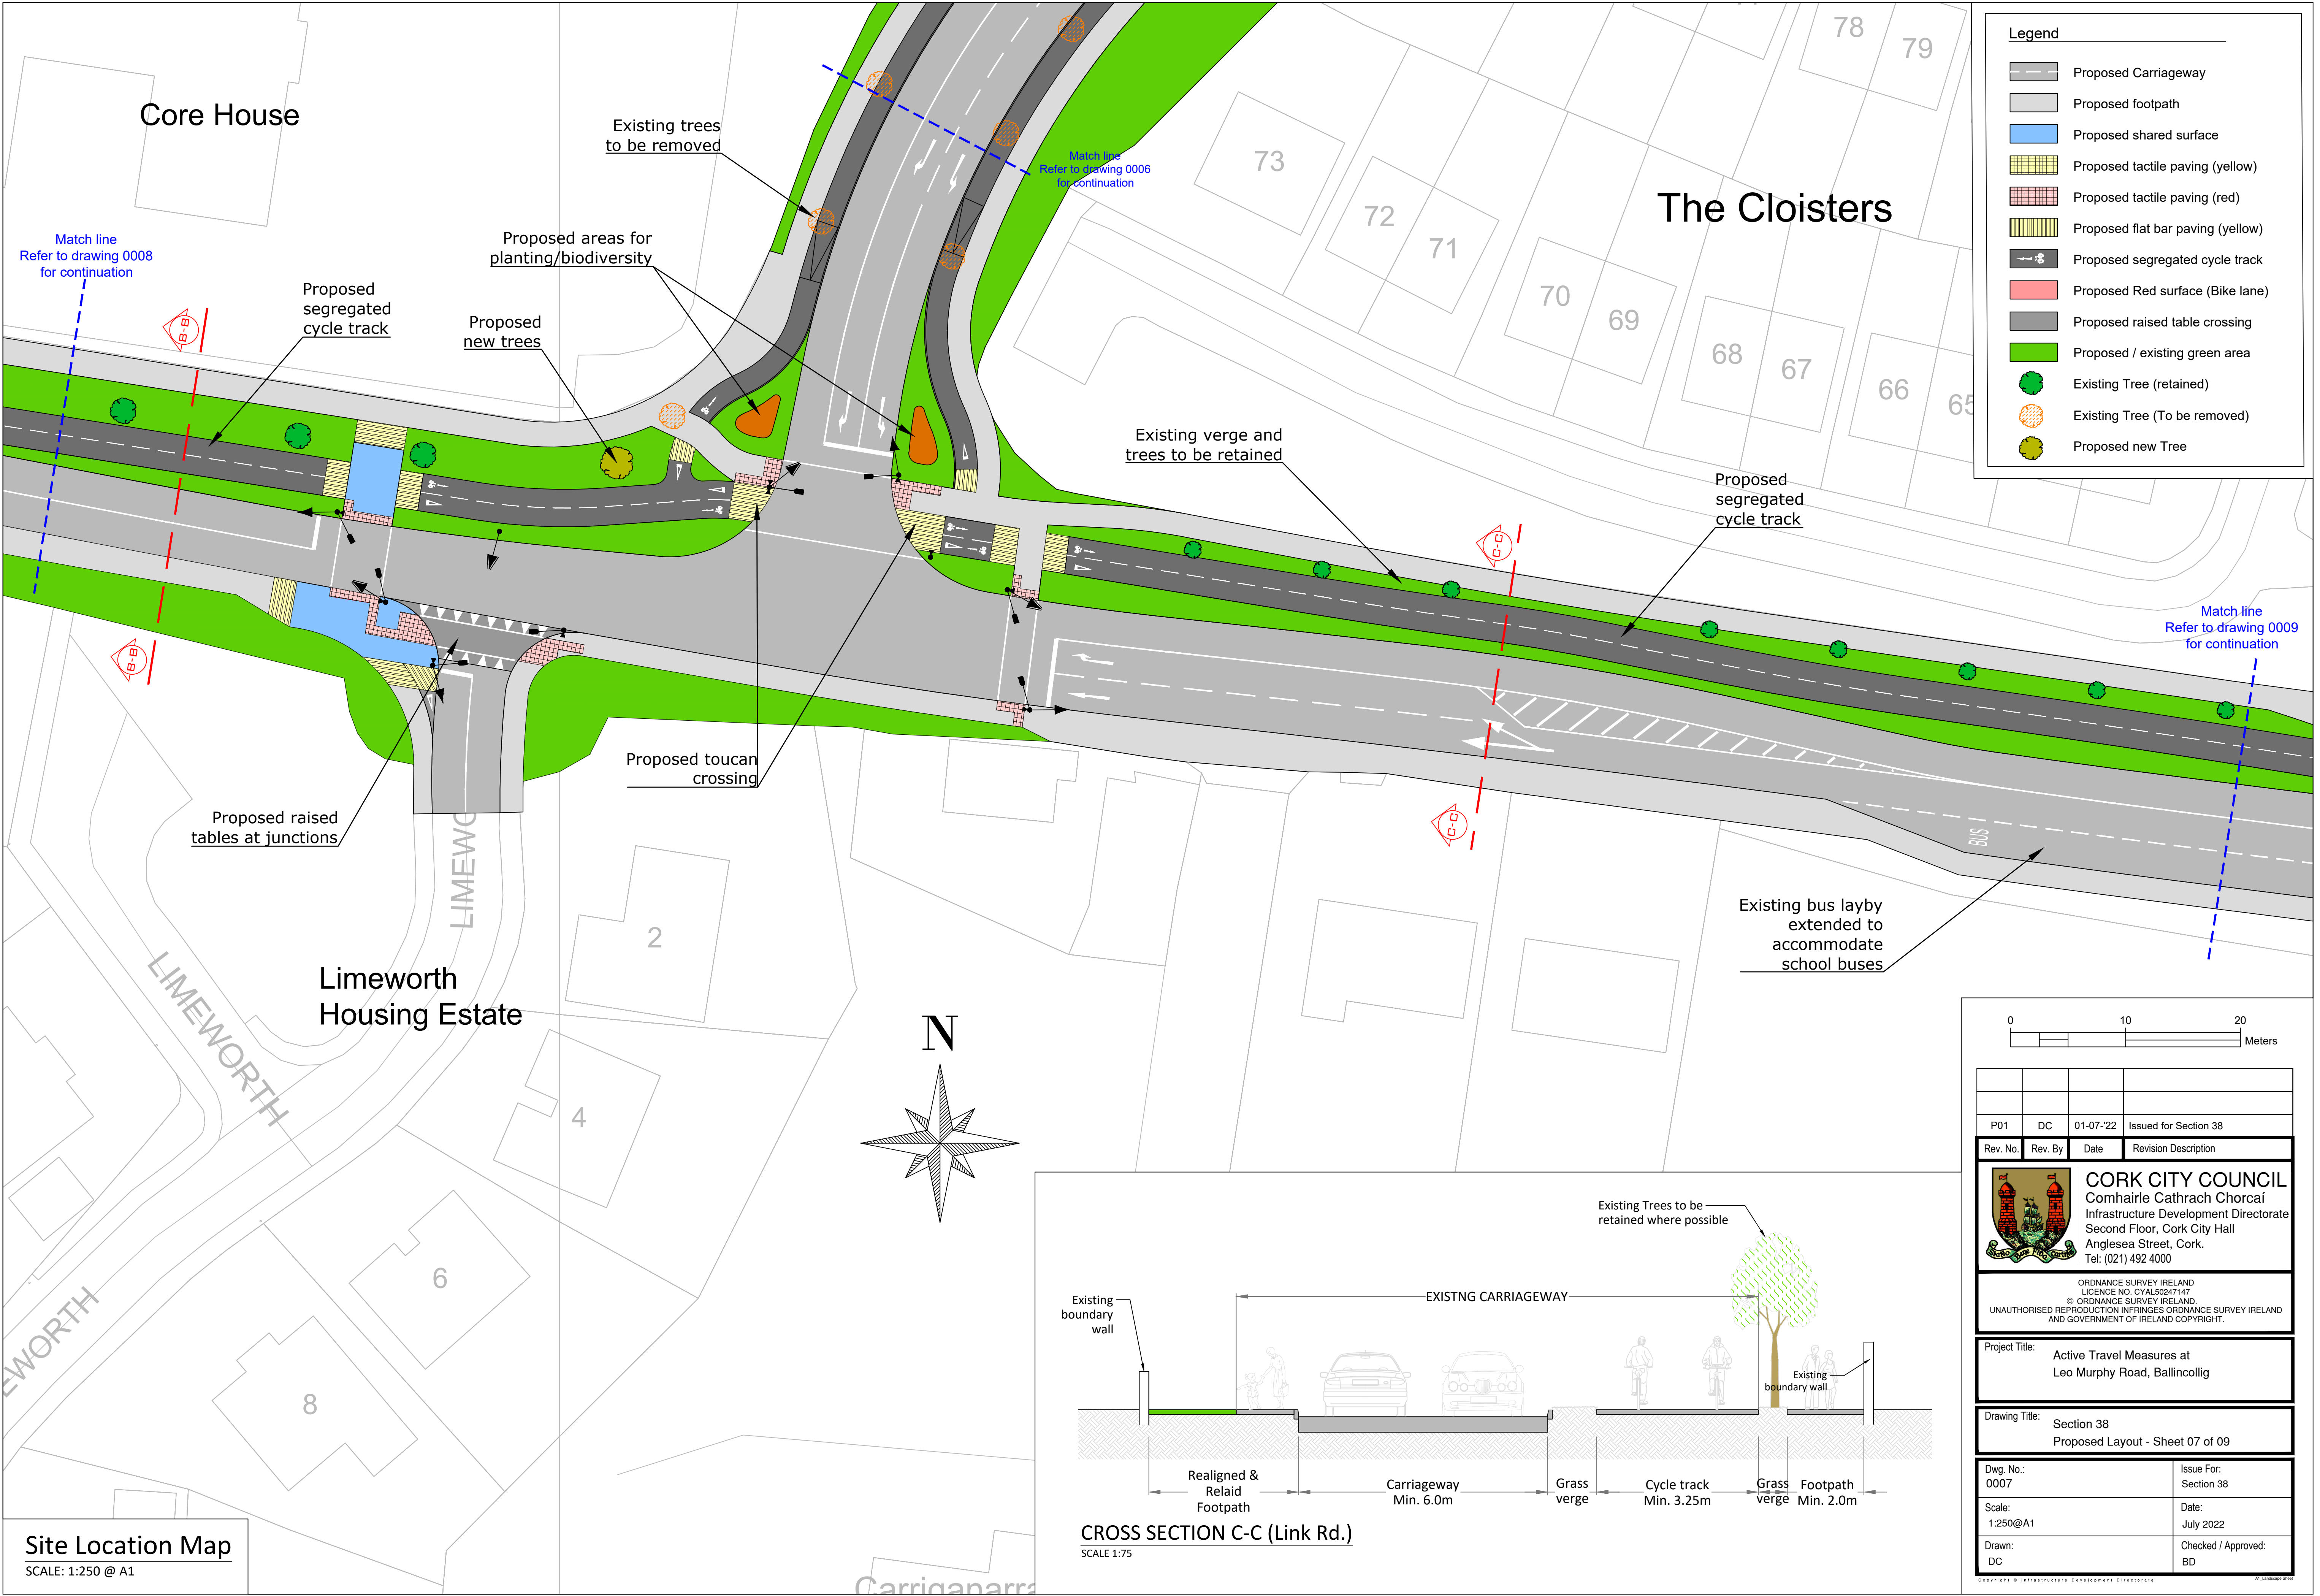 Core House
Existing trees
to be removed
Match line
Refer to drawing 0006
for continuation
Match line
Refer to drawing 0008
for continuation
Proposed areas for
planting/biodiversity
Proposed
segregated
cycle track
Proposed
new trees
B-B
B-B
The Cloisters
78
79
73
72
71
70
69
68
67
66
65
Existing verge and
trees to be retained
Proposed
segregated
cycle track
C-C
C-C
Match line
Refer to drawing 0009
for continuation
Proposed toucan
crossing
Proposed raised
tables at junctions
BUS
Existing bus layby
extended to
accommodate
school buses
LIMEWO
LIMEWORTH
EWORTH
Limeworth
Housing Estate
2
4
6
8
N
Carriganarra
Legend
Proposed Carriageway
Proposed footpath
Proposed shared surface
Proposed tactile paving (yellow)
Proposed tactile paving (red)
Proposed flat bar paving (yellow)
Proposed segregated cycle track
Proposed Red surface (Bike lane)
Proposed raised table crossing
Proposed / existing green area
Existing Tree (retained)
Existing Tree (To be removed)
Proposed new Tree
Site Location Map
SCALE: 1:250 @ A1
Existing Trees to be
retained where possible
EXISTNG CARRIAGEWAY
Existing
boundary
wall
Existing
boundary wall
Realigned &
Relaid
Footpath
Carriageway
Min. 6.0m
Grass
verge
Cycle track
Min. 3.25m
Grass
verge
Footpath
Min. 2.0m
CROSS SECTION C-C (Link Rd.)
SCALE 1:75
0 10 20
Meters
P01 DC 01-07-'22 Issued for Section 38
Rev. No. Rev. By Date Revision Description
CORK CITY COUNCIL
Comhairle Cathrach Chorcaí
Infrastructure Development Directorate
Second Floor, Cork City Hall
Anglesea Street, Cork.
Tel: (021) 492 4000
ORDNANCE SURVEY IRELAND
LICENCE NO. CYAL50247147
© ORDNANCE SURVEY IRELAND.
UNAUTHORISED REPRODUCTION INFRINGES ORDNANCE SURVEY IRELAND
AND GOVERNMENT OF IRELAND COPYRIGHT.
Project Title:
Active Travel Measures at
Leo Murphy Road, Ballincollig
Drawing Title:
Section 38
Proposed Layout - Sheet 07 of 09
Dwg. No.:
0007
Issue For:
Section 38
Scale:
1:250@A1
Date:
July 2022
Drawn:
DC
Checked / Approved:
BD
Copyright © Infrastructure Development Directorate
A1_Landscape Sheet